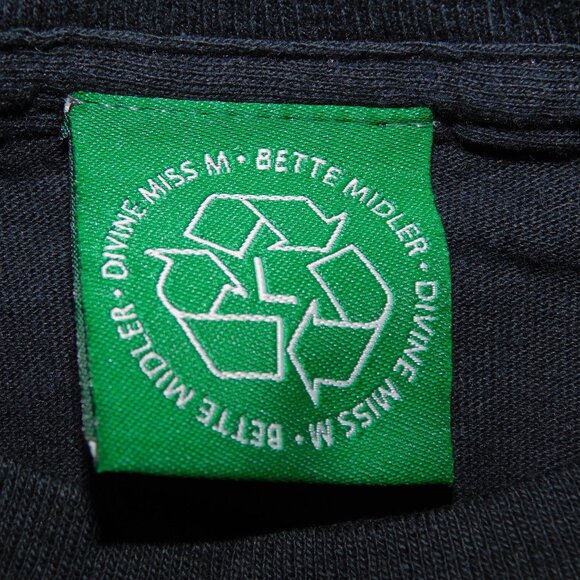 DIVINE MISS M • BETTE MIDLER • DIVINE MISS M • BETTE MIDLER •
L